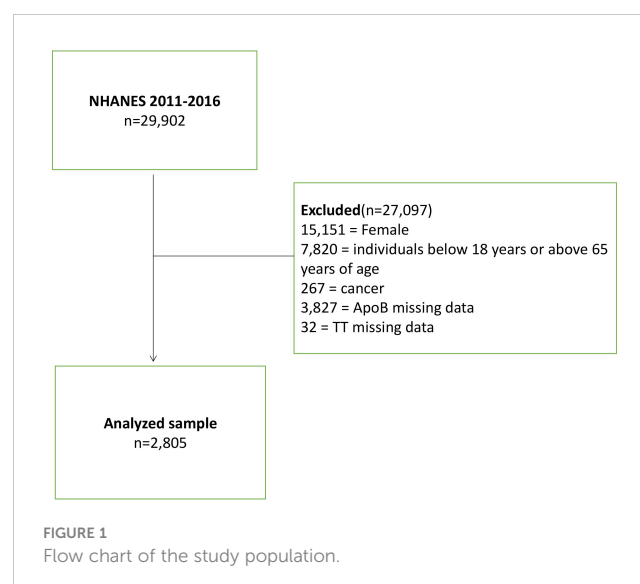 NHANES 2011-2016
n=29,902
Excluded(n=27,097)
15,151 = Female
7,820 = individuals below 18 years or above 65
years of age
267 = cancer
3,827 = ApoB missing data
32 = TT missing data
Analyzed sample
n=2,805
FIGURE 1
Flow chart of the study population.